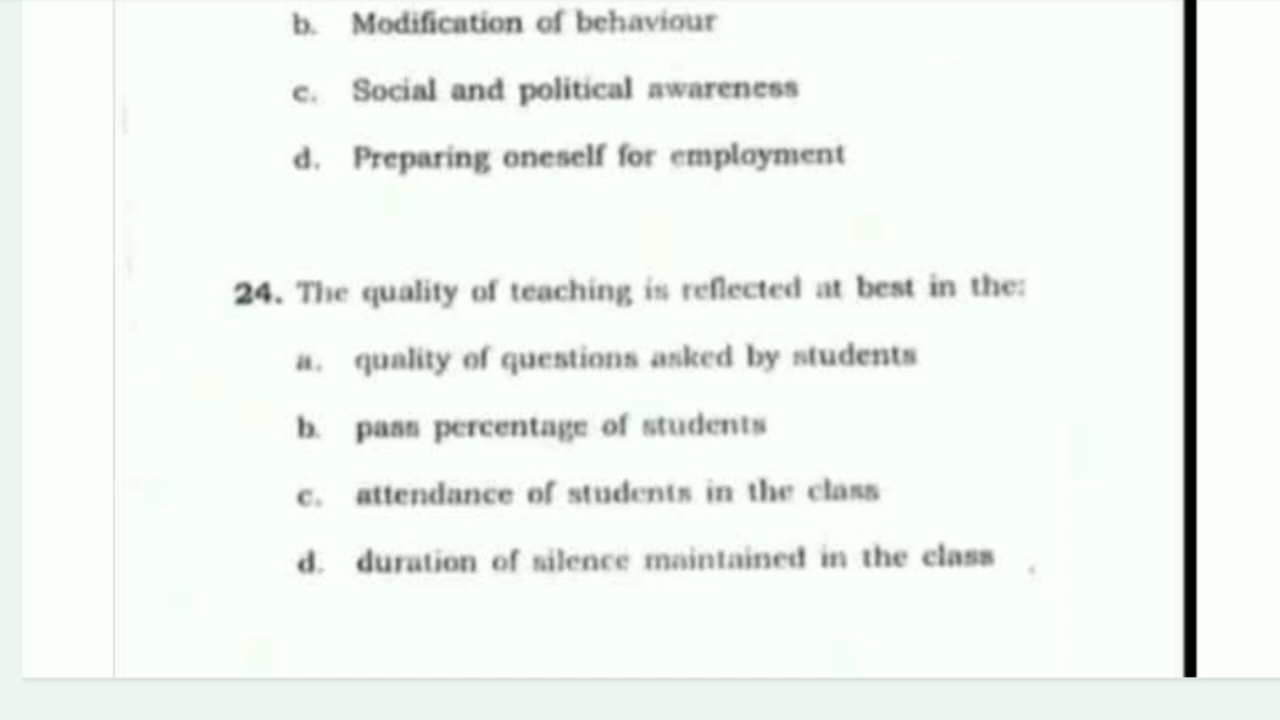 b. Modification of behaviour
c. Social and political awareness
d. Preparing oneself for employment
24. The quality of teaching is reflected at best in the:
a. quality of questions asked by students
b. pass percentage of students
c. attendance of students in the class
d. duration of silence maintained in the class